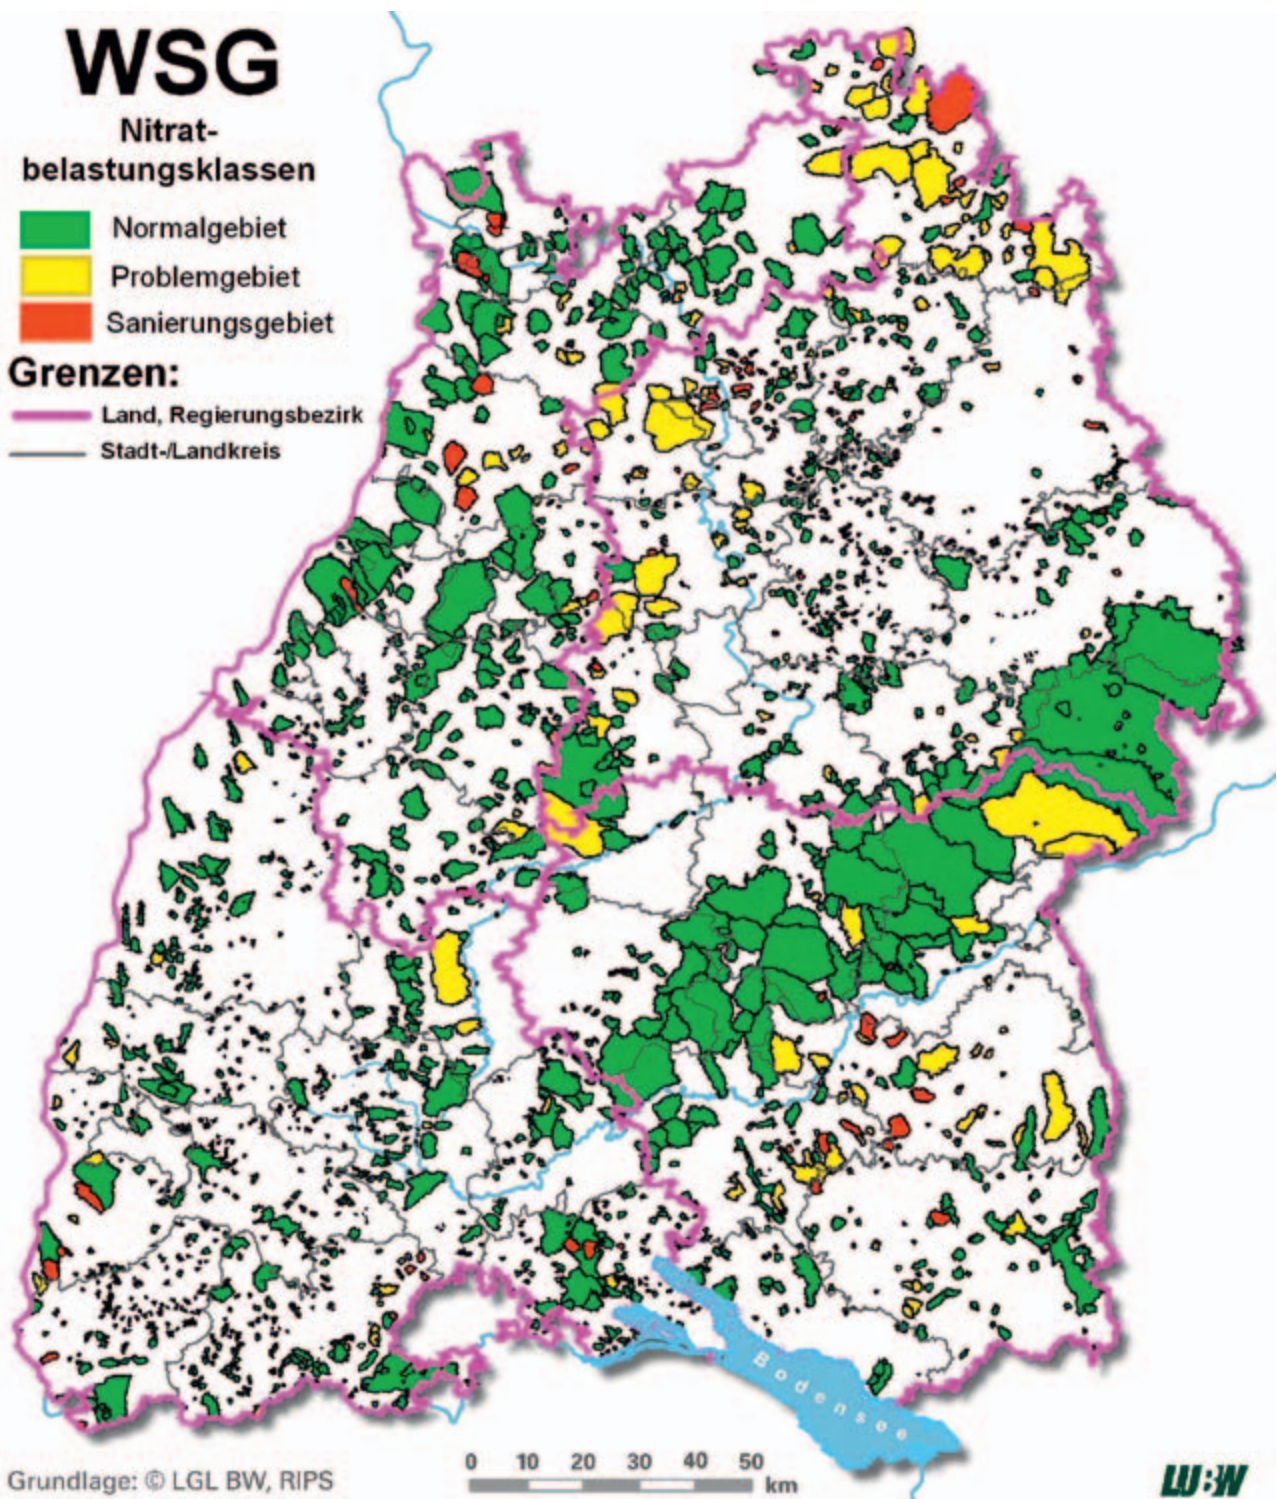 WSG
Nitrat-
belastungsklassen
Normalgebiet
Problemgebiet
Sanierungsgebiet
Grenzen:
Land, Regierungsbezirk
Stadt-/Landkreis
Bodensee
0 10 20 30 40 50
km
Grundlage: © LGL BW, RIPS
LUBW